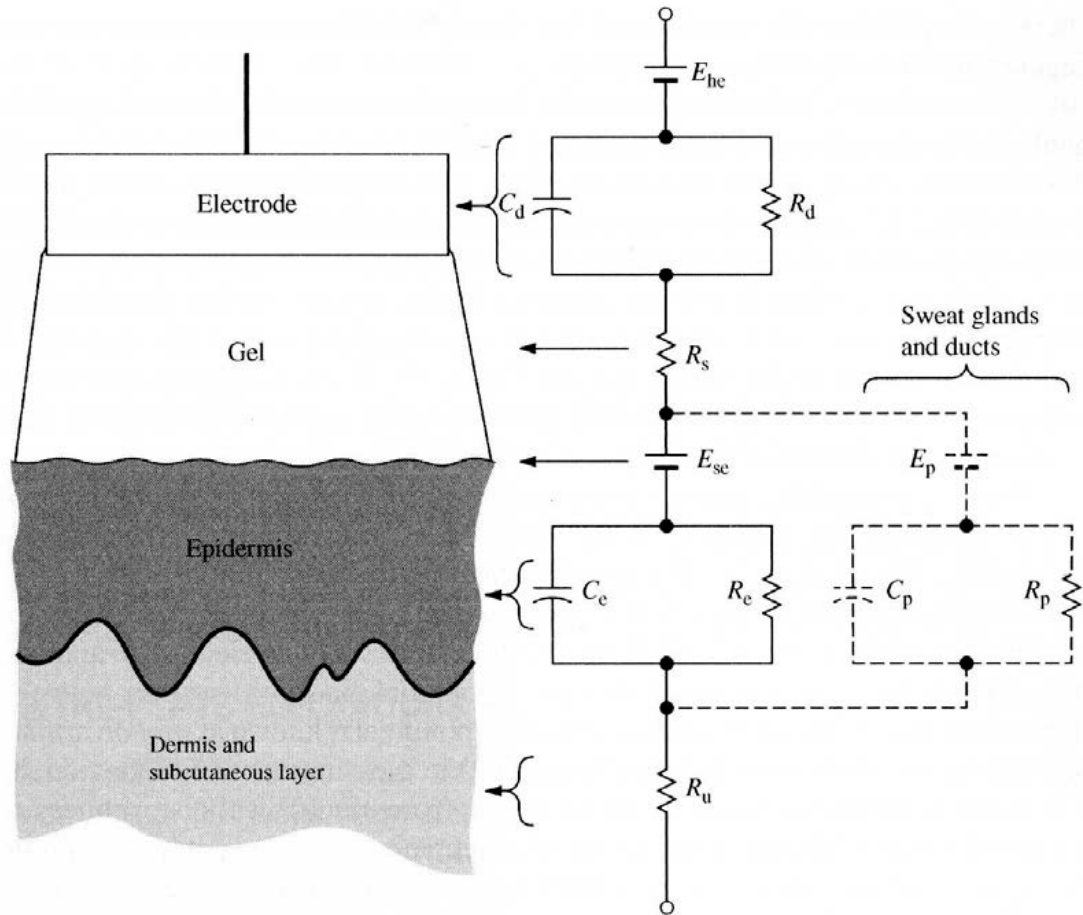 E_he
Electrode
C_d
R_d
Sweat glands
and ducts
Gel
R_s
E_se
E_p
Epidermis
C_e
R_e
C_p
R_p
Dermis and
subcutaneous layer
R_u